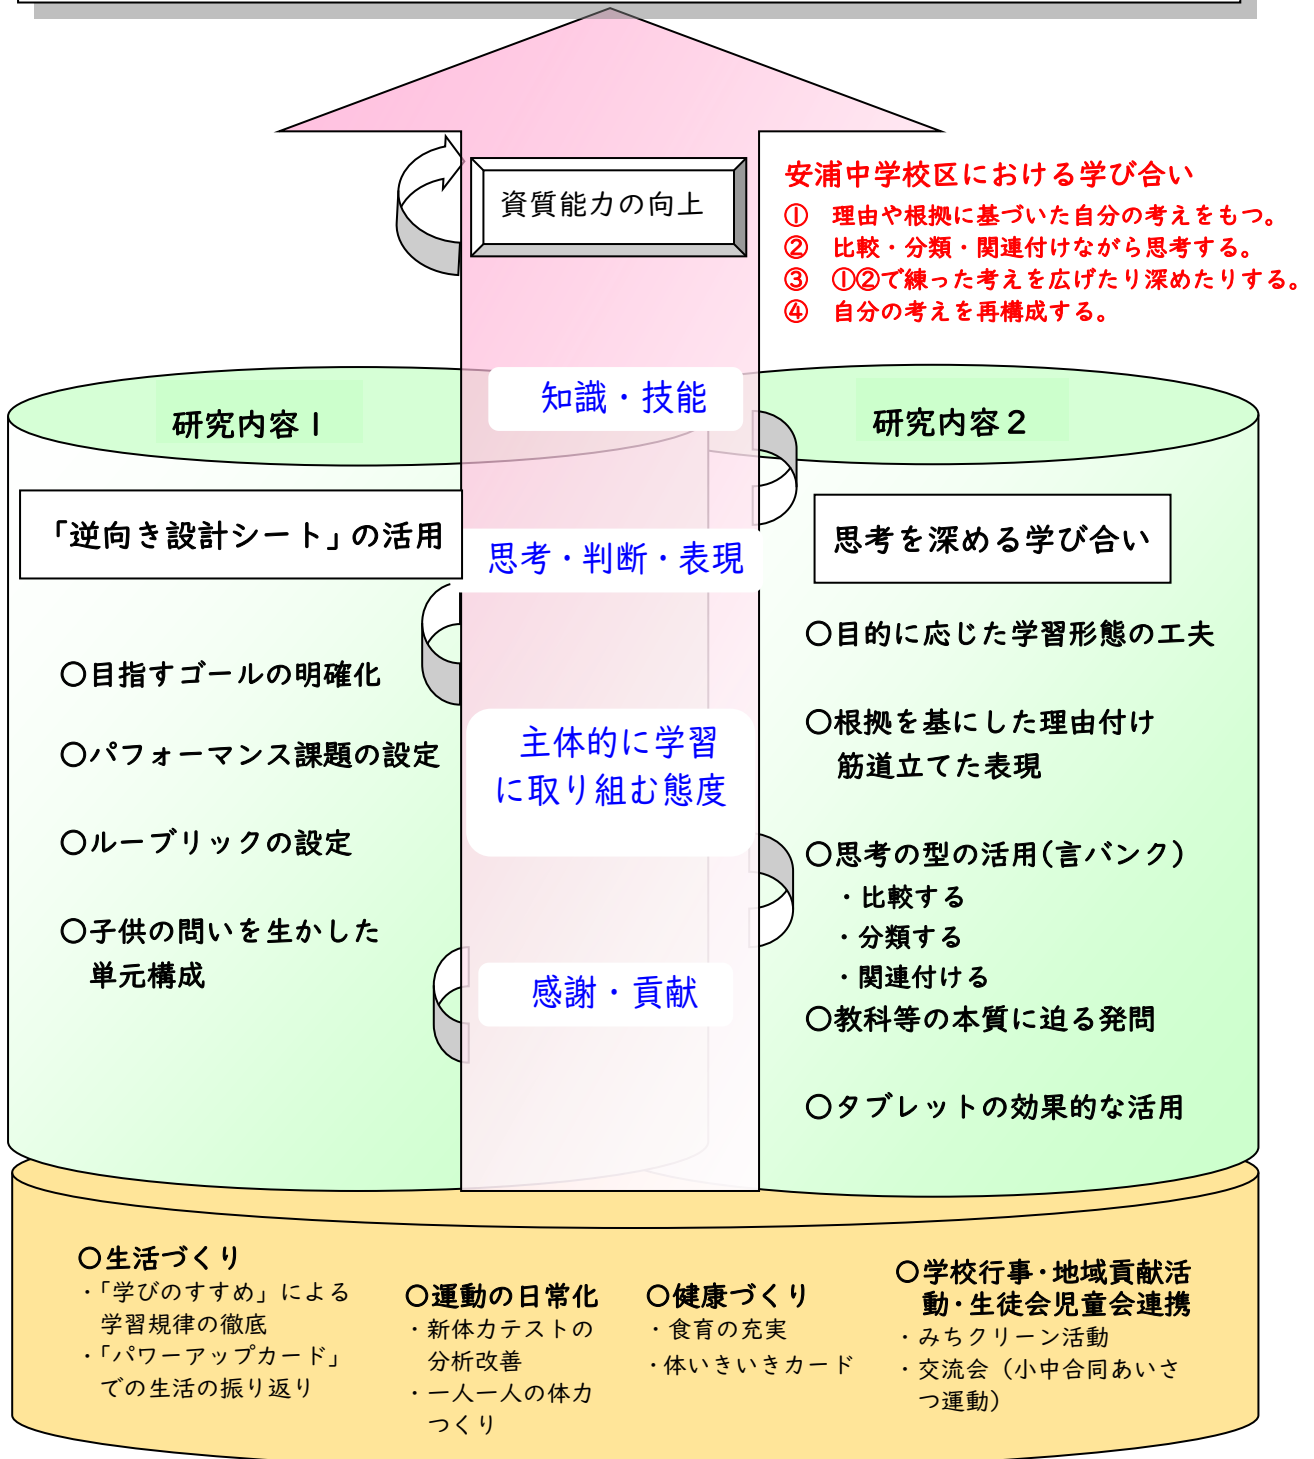 資質能力の向上
安浦中学校区における学び合い
① 理由や根拠に基づいた自分の考えをもつ。
② 比較・分類・関連付けながら思考する。
③ ①②で練った考えを広げたり深めたりする。
④ 自分の考えを再構成する。
知識・技能
思考・判断・表現
主体的に学習
に取り組む態度
感謝・貢献
研究内容1
「逆向き設計シート」の活用
○目指すゴールの明確化
○パフォーマンス課題の設定
○ルーブリックの設定
○子供の問いを生かした
単元構成
研究内容2
思考を深める学び合い
○目的に応じた学習形態の工夫
○根拠を基にした理由付け
筋道立てた表現
○思考の型の活用(言バンク)
・比較する
・分類する
・関連付ける
○教科等の本質に迫る発問
○タブレットの効果的な活用
○生活づくり
・「学びのすすめ」による
学習規律の徹底
・「パワーアップカード」
での生活の振り返り
○運動の日常化
・新体力テストの
分析改善
・一人一人の体力
つくり
○健康づくり
・食育の充実
・体いきいきカード
○学校行事・地域貢献活
動・生徒会児童会連携
・みちクリーン活動
・交流会（小中合同あいさ
つ運動）